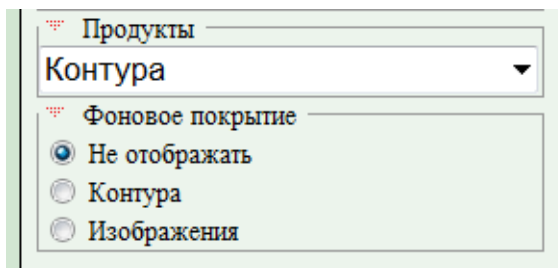 Продукты
Контура
Фоновое покрытие
Не отображать
Контура
Изображения